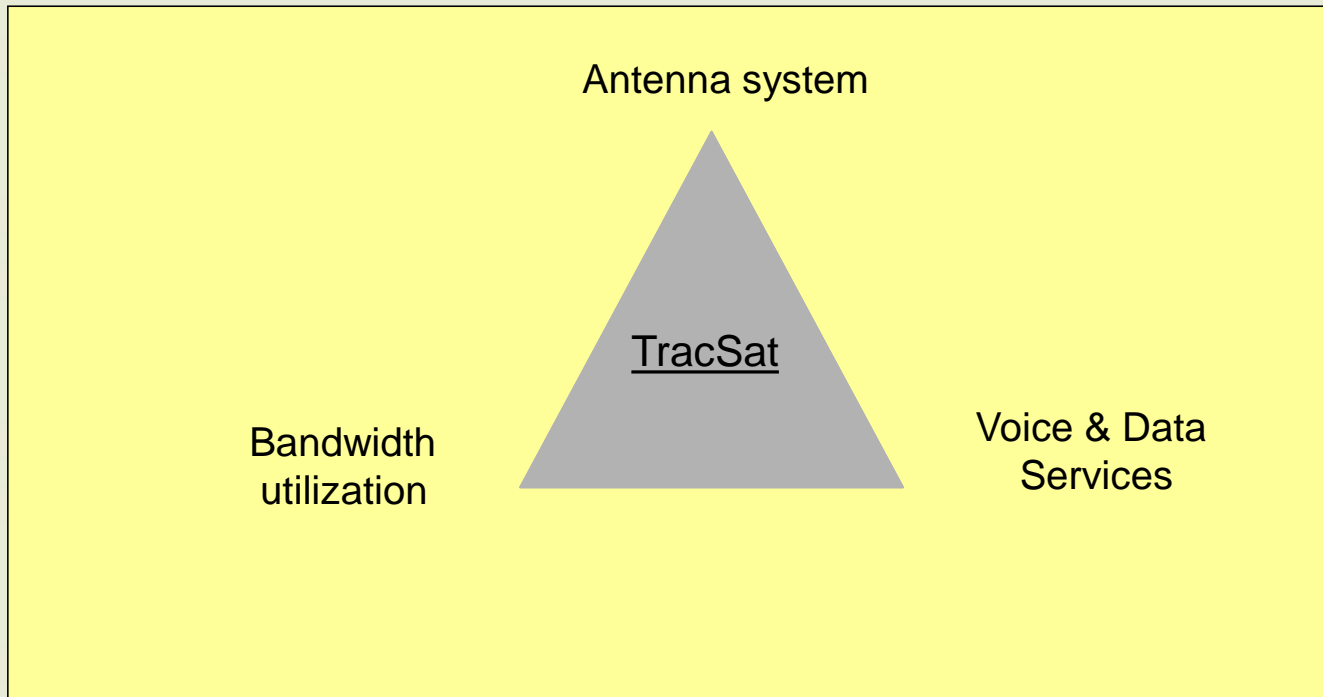 Antenna system
TracSat
Bandwidth
utilization
Voice & Data
Services